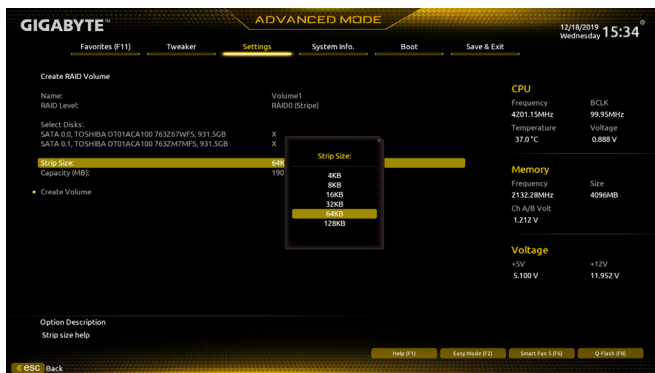 GIGABYTE™
ADVANCED MODE
12/18/2019
Wednesday 15:34
Favorites (F11) Tweaker Settings System Info. Boot Save & Exit
Create RAID Volume
Name: Volume1
RAID Level: RAID0 (Stripe)
Select Disks:
SATA 0.0, TOSHIBA DT01ACA100 763Z67WFS, 931.5GB X
SATA 0.1, TOSHIBA DT01ACA100 763ZM7MFS, 931.5GB X
Strip Size: 64K
Capacity (MB): 190
Create Volume
Strip Size:
4KB
8KB
16KB
32KB
64KB
128KB
CPU
Frequency BCLK
4201.15MHz 99.95MHz
Temperature Voltage
37.0 °C 0.888 V
Memory
Frequency Size
2132.28MHz 4096MB
Ch A/B Volt
1.212 V
Voltage
+5V +12V
5.100 V 11.952 V
Option Description
Strip size help
Help (F1) Easy Mode (F2) Smart Fan 5 (F6) Q-Flash (F8)
esc Back